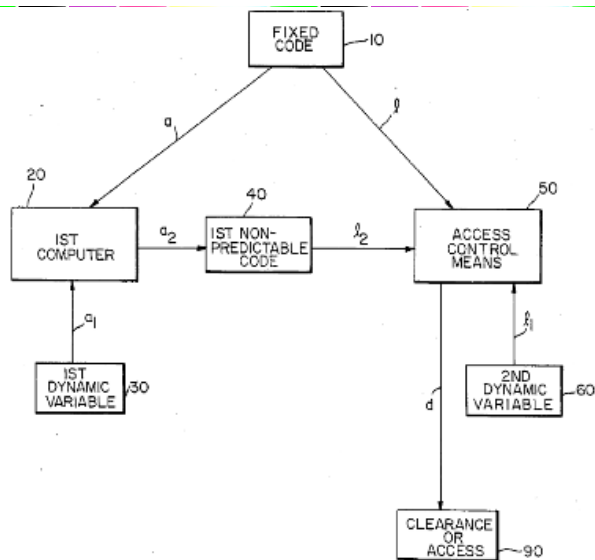 FIXED
CODE
10
a
l
20
40
50
1ST
COMPUTER
a2
1ST NON-
PREDICTABLE
CODE
l2
ACCESS
CONTROL
MEANS
a1
l1
1ST
DYNAMIC
VARIABLE
30
d
2ND
DYNAMIC
VARIABLE
60
CLEARANCE
OR
ACCESS
90